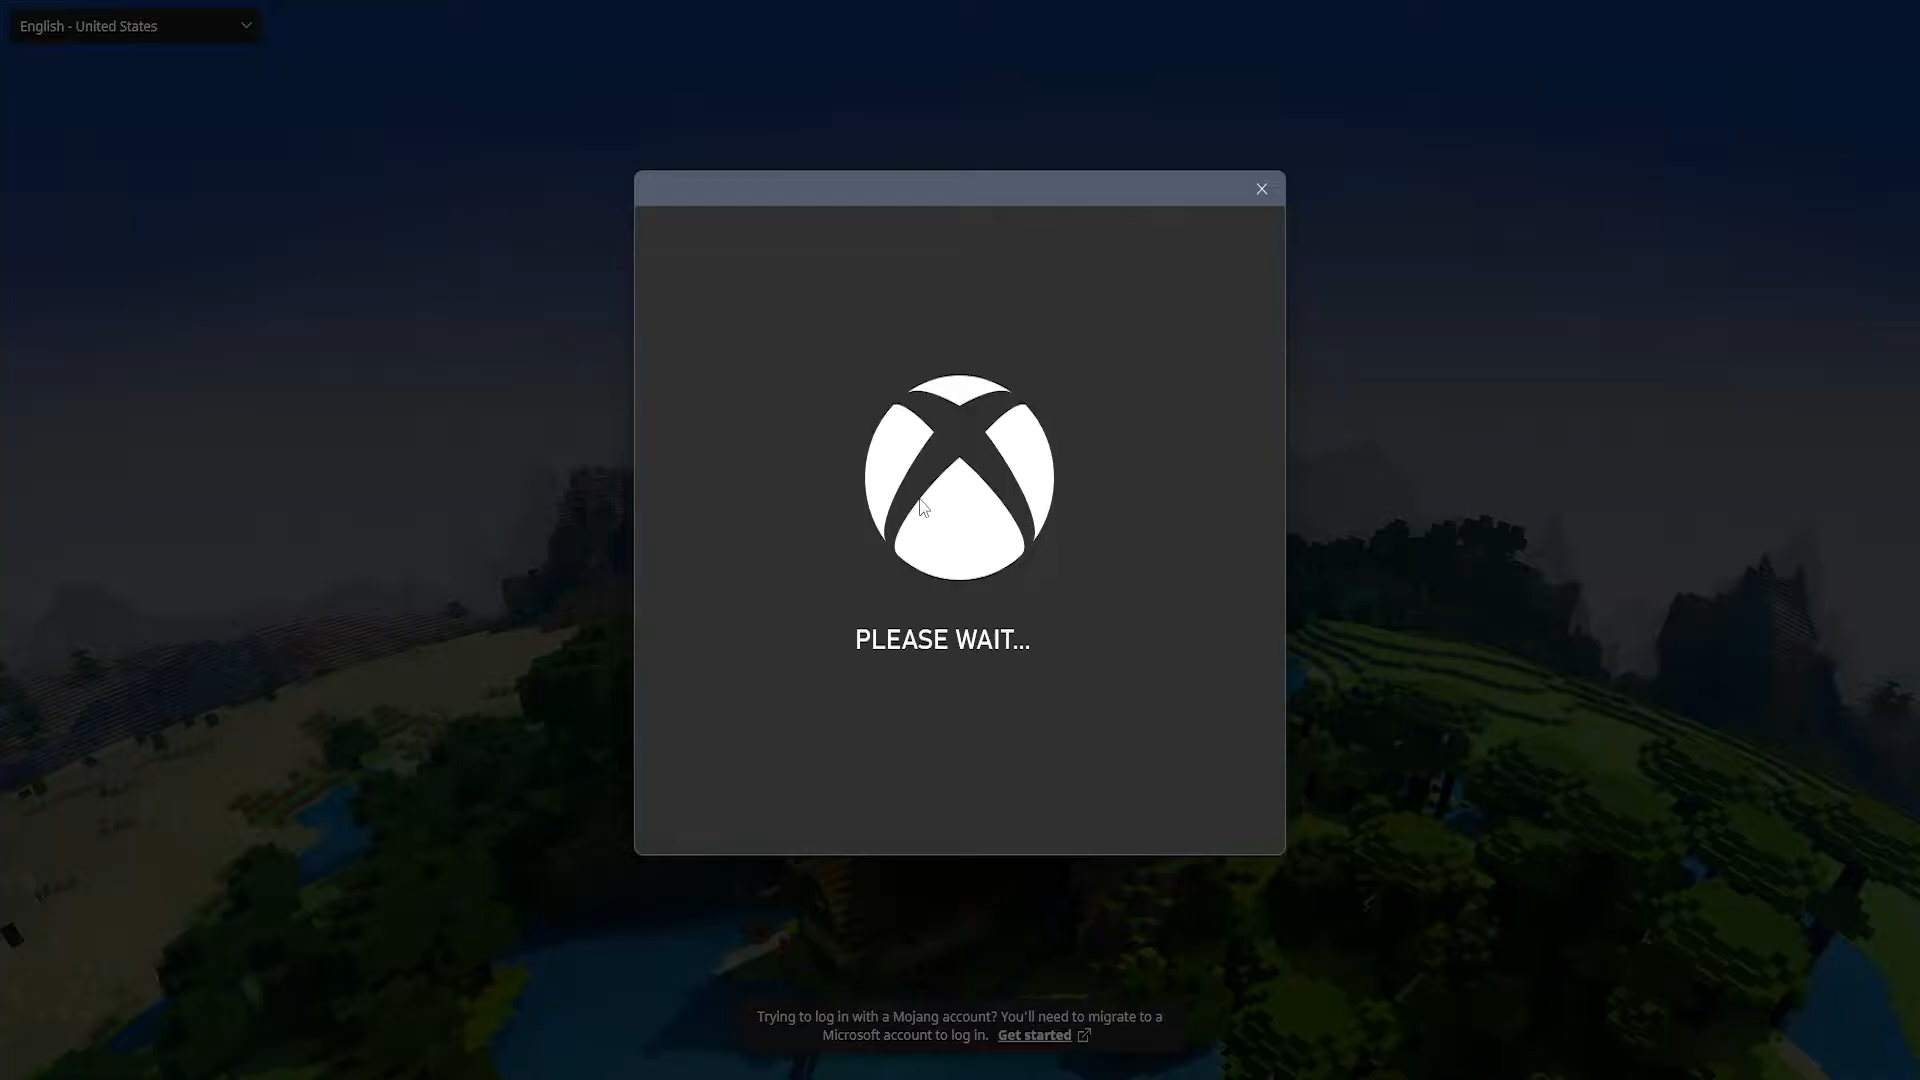 English - United States
PLEASE WAIT...
Trying to log in with a Mojang account? You'll need to migrate to a
Microsoft account to log in. Get started